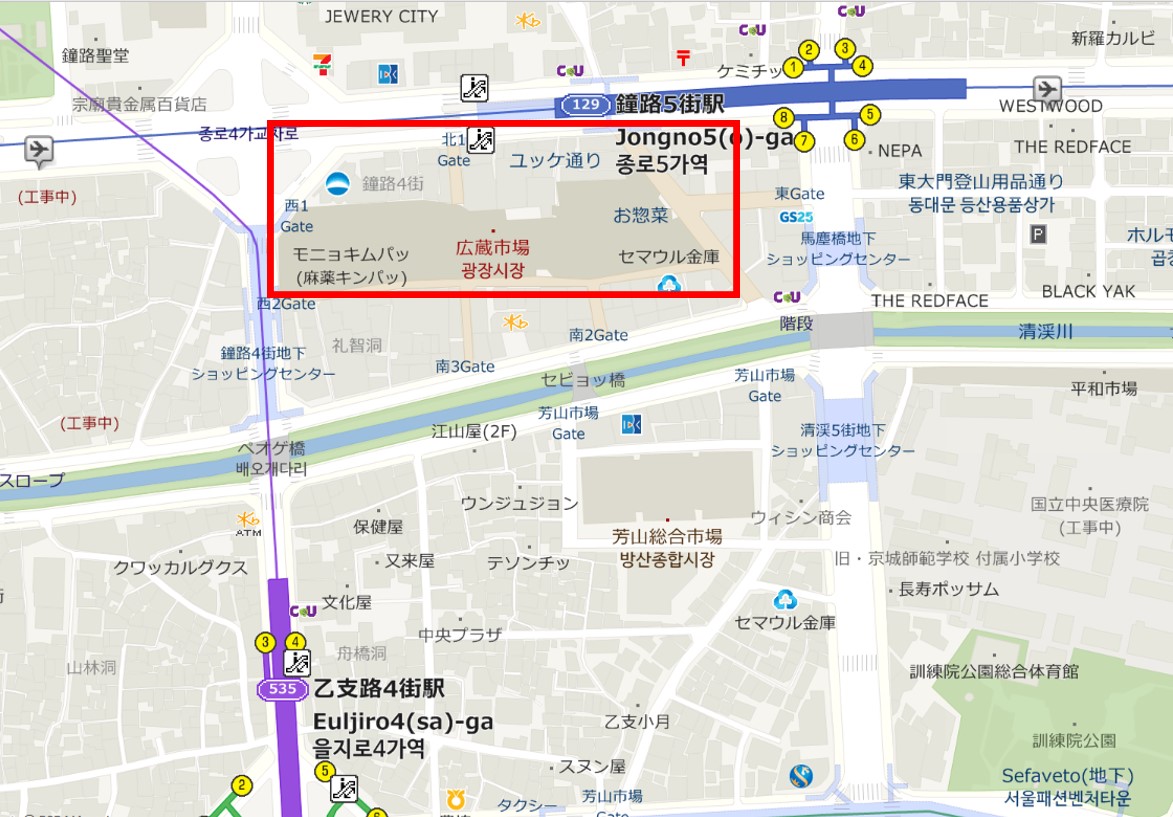 JEWERY CITY
CU
2
3
1
4
鐘路聖堂
7
CU
〒
ケミチッ
新羅カルビ
宗廟貴金属百貨店
129
鐘路5街駅
WESTWOOD
종로4가교차로
北1
Gate
ユッケ通り
Jongno5(o)-ga
종로5가역
8
7
5
6
NEPA
THE REDFACE
(工事中)
鐘路4街
西1
Gate
お惣菜
東Gate
GS25
東大門登山用品通り
동대문 등산용품상가
P
モニョキムパッ
(麻薬キンパッ)
広蔵市場
광장시장
セマウル金庫
馬塵橋地下
ショッピングセンター
ホルモ
곱창
西2Gate
CU
THE REDFACE
BLACK YAK
階段
清渓川
南2Gate
礼智洞
鐘路4街地下
ショッピングセンター
南3Gate
セビョッ橋
芳山市場
Gate
平和市場
(工事中)
江山屋(2F)
芳山市場
Gate
清渓5街地下
ショッピングセンター
ペオゲ橋
배오개다리
スロープ
ウンジュジョン
ATM
保健屋
芳山総合市場
방산종합시장
ウィシン商会
国立中央医療院
(工事中)
クワッカルグクス
又来屋
テソンチッ
旧・京城師範学校 付属小学校
長寿ポッサム
CU
文化屋
セマウル金庫
3
4
中央プラザ
舟橋洞
山林洞
訓練院公園総合体育館
535
乙支路4街駅
Euljiro4(sa)-ga
을지로4가역
乙支小月
訓練院公園
スヌン屋
2
5
6
タクシー
芳山市場
Gate
Sefaveto(地下)
서울패션벤처타운